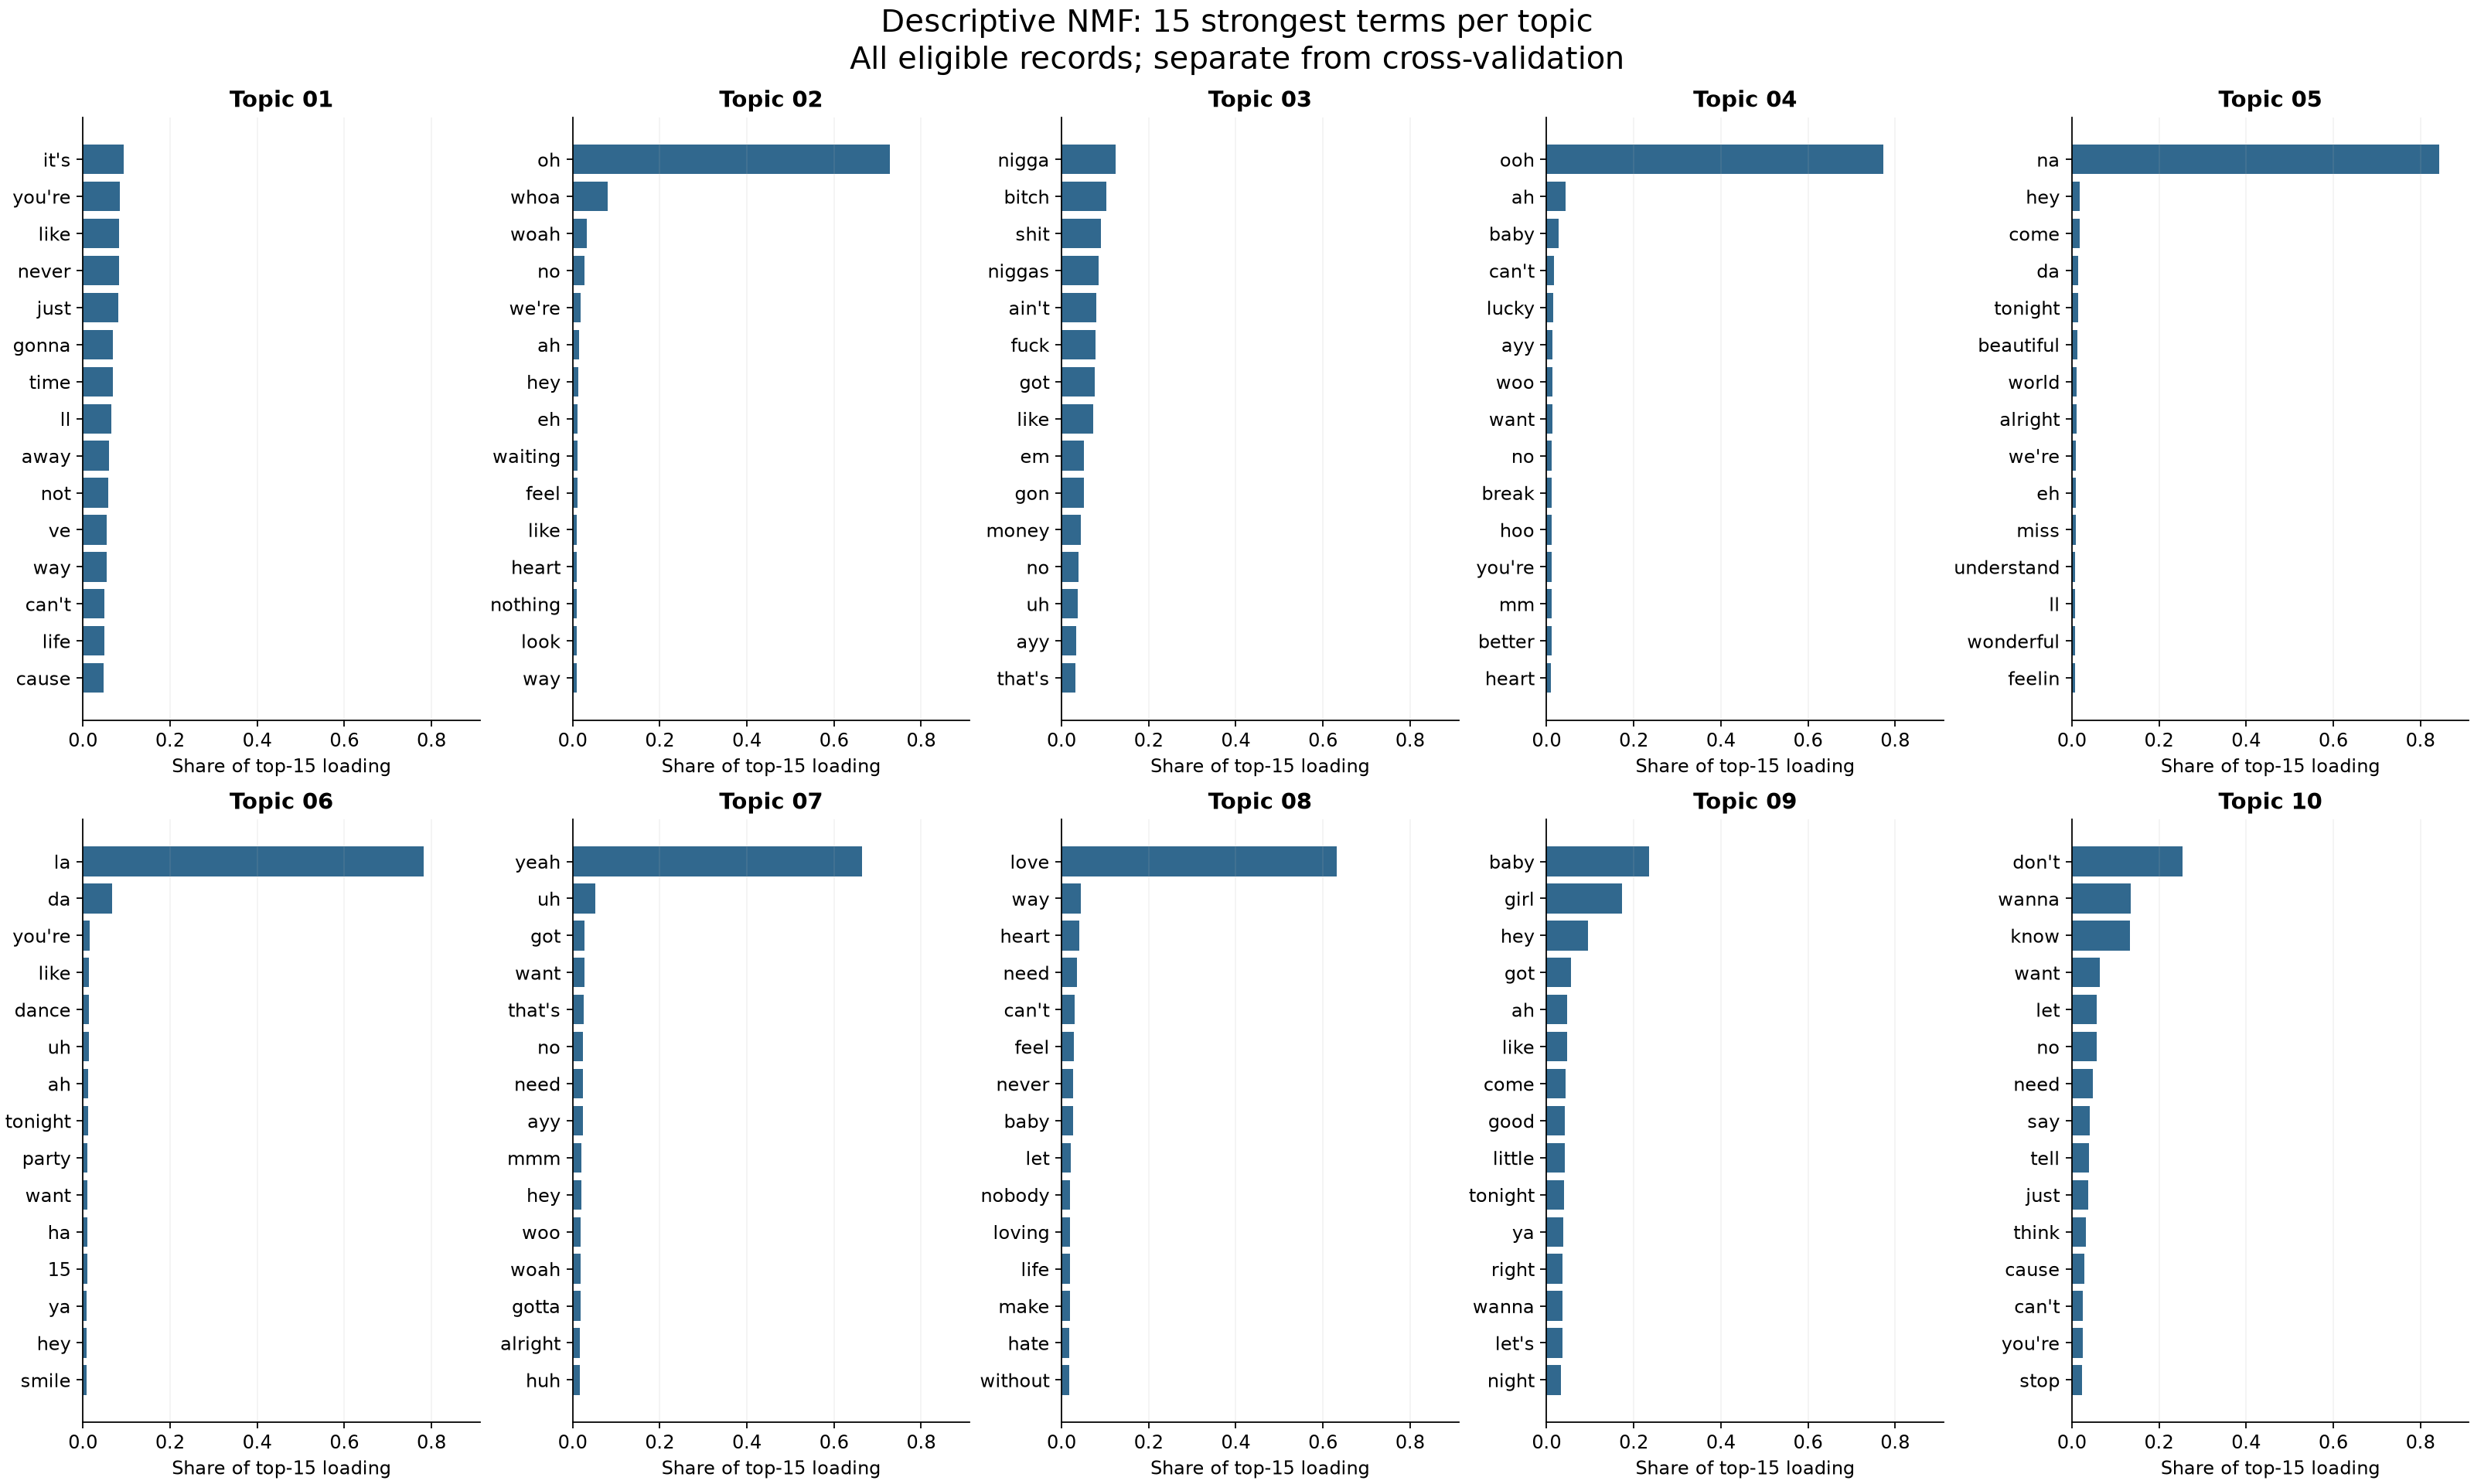 Descriptive NMF: 15 strongest terms per topic
All eligible records; separate from cross-validation
Topic 01
it's
you're
like
never
just
gonna
time
ll
away
not
ve
way
can't
life
cause
0.0 0.2 0.4 0.6 0.8
Share of top-15 loading
Topic 02
oh
whoa
woah
no
we're
ah
hey
eh
waiting
feel
like
heart
nothing
look
way
0.0 0.2 0.4 0.6 0.8
Share of top-15 loading
Topic 03
nigga
bitch
shit
niggas
ain't
fuck
got
like
em
gon
money
no
uh
ayy
that's
0.0 0.2 0.4 0.6 0.8
Share of top-15 loading
Topic 04
ooh
ah
baby
can't
lucky
ayy
woo
want
no
break
hoo
you're
mm
better
heart
0.0 0.2 0.4 0.6 0.8
Share of top-15 loading
Topic 05
na
hey
come
da
tonight
beautiful
world
alright
we're
eh
miss
understand
ll
wonderful
feelin
0.0 0.2 0.4 0.6 0.8
Share of top-15 loading
Topic 06
la
da
you're
like
dance
uh
ah
tonight
party
want
ha
15
ya
hey
smile
0.0 0.2 0.4 0.6 0.8
Share of top-15 loading
Topic 07
yeah
uh
got
want
that's
no
need
ayy
mmm
hey
woo
woah
gotta
alright
huh
0.0 0.2 0.4 0.6 0.8
Share of top-15 loading
Topic 08
love
way
heart
need
can't
feel
never
baby
let
nobody
loving
life
make
hate
without
0.0 0.2 0.4 0.6 0.8
Share of top-15 loading
Topic 09
baby
girl
hey
got
ah
like
come
good
little
tonight
ya
right
wanna
let's
night
0.0 0.2 0.4 0.6 0.8
Share of top-15 loading
Topic 10
don't
wanna
know
want
let
no
need
say
tell
just
think
cause
can't
you're
stop
0.0 0.2 0.4 0.6 0.8
Share of top-15 loading